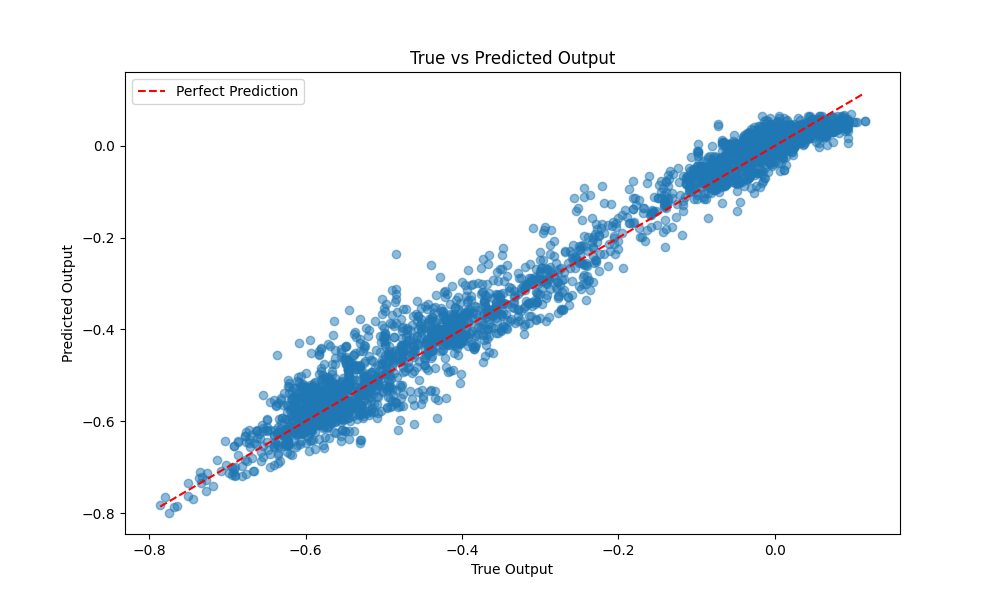 True vs Predicted Output
Perfect Prediction
Predicted Output
0.0
−0.2
−0.4
−0.6
−0.8
−0.8 −0.6 −0.4 −0.2 0.0
True Output